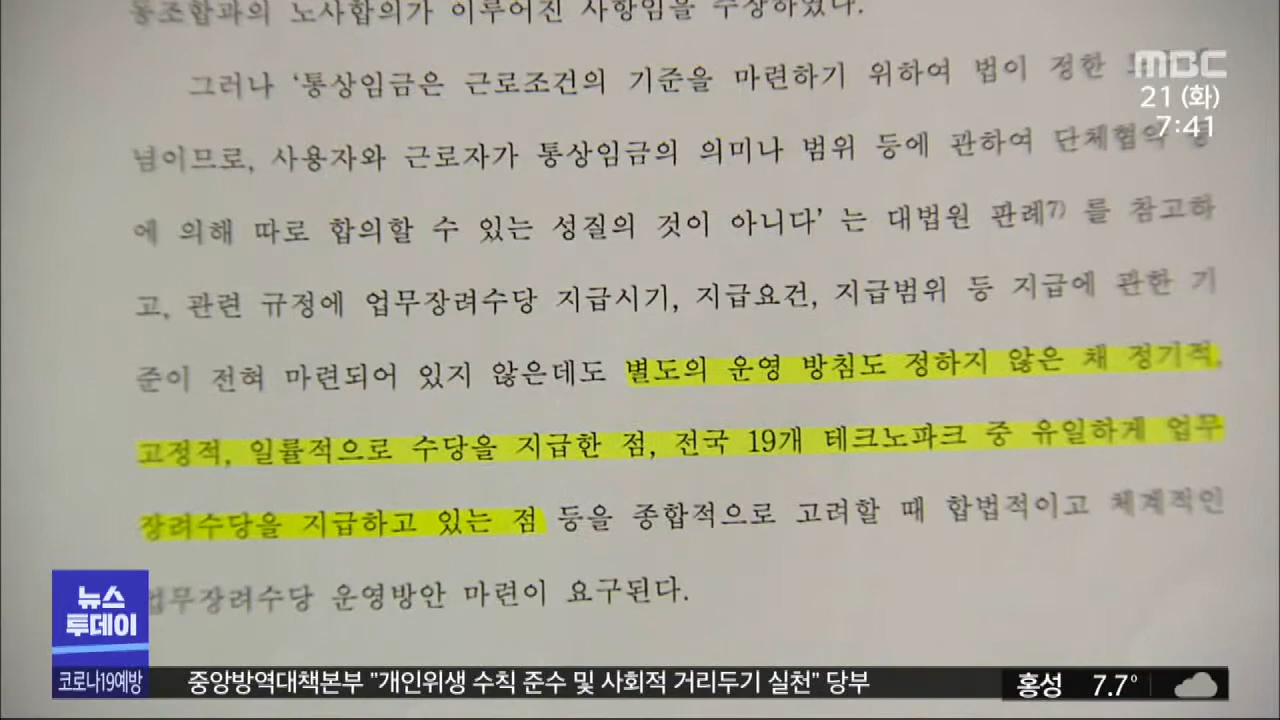 동조합과의 노사합의가 이루어진 사항임을 주장하였다.
그러나 ‘통상임금은 근로조건의 기준을 마련하기 위하여 법이 정한
념이므로, 사용자와 근로자가 통상임금의 의미나 범위 등에 관하여 단체협약
에 의해 따로 합의할 수 있는 성질의 것이 아니다’ 는 대법원 판례7) 를 참고하
고, 관련 규정에 업무장려수당 지급시기, 지급요건, 지급범위 등 지급에 관한 기
준이 전혀 마련되어 있지 않은데도 별도의 운영 방침도 정하지 않은 채 정기적,
고정적, 일률적으로 수당을 지급한 점, 전국 19개 테크노파크 중 유일하게 업무
장려수당을 지급하고 있는 점 등을 종합적으로 고려할 때 합법적이고 체계적인
업무장려수당 운영방안 마련이 요구된다.
MBC
21 (화)
7:41
뉴스
투데이
코로나19예방
중앙방역대책본부 "개인위생 수칙 준수 및 사회적 거리두기 실천" 당부
홍성 7.7°